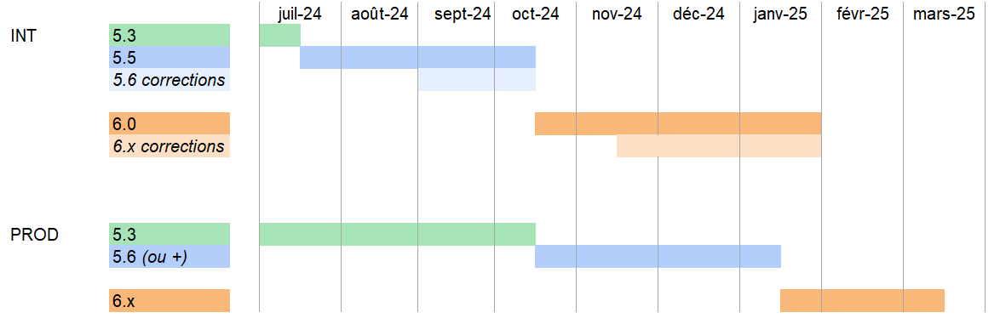 juil-24 août-24 sept-24 oct-24 nov-24 déc-24 janv-25 févr-25 mars-25
INT 5.3
5.5
5.6 corrections
6.0
6.x corrections
PROD 5.3
5.6 (ou +)
6.x